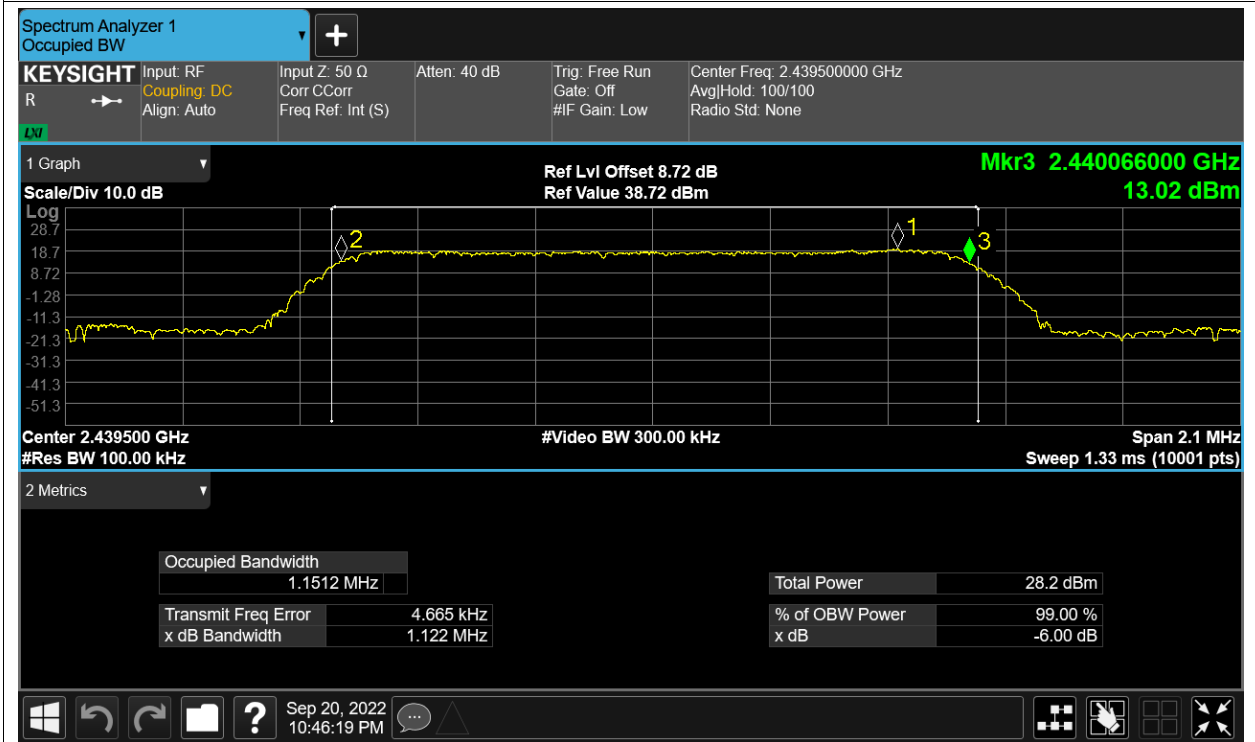 Spectrum Analyzer 1
Occupied BW
KEYSIGHT
R
LXI
Input: RF
Coupling: DC
Align: Auto
Input Z: 50 Ω
Corr CCorr
Freq Ref: Int (S)
Atten: 40 dB
Trig: Free Run
Gate: Off
#IF Gain: Low
Center Freq: 2.439500000 GHz
Avg|Hold: 100/100
Radio Std: None
1 Graph
Scale/Div 10.0 dB
Ref Lvl Offset 8.72 dB
Ref Value 38.72 dBm
Mkr3 2.440066000 GHz
13.02 dBm
Log
28.7
18.7
8.72
-1.28
-11.3
-21.3
-31.3
-41.3
-51.3
2
1
3
Center 2.439500 GHz
#Res BW 100.00 kHz
#Video BW 300.00 kHz
Span 2.1 MHz
Sweep 1.33 ms (10001 pts)
2 Metrics
Occupied Bandwidth
1.1512 MHz
Transmit Freq Error 4.665 kHz
x dB Bandwidth 1.122 MHz
Total Power 28.2 dBm
% of OBW Power 99.00 %
x dB -6.00 dB
?
Sep 20, 2022
10:46:19 PM